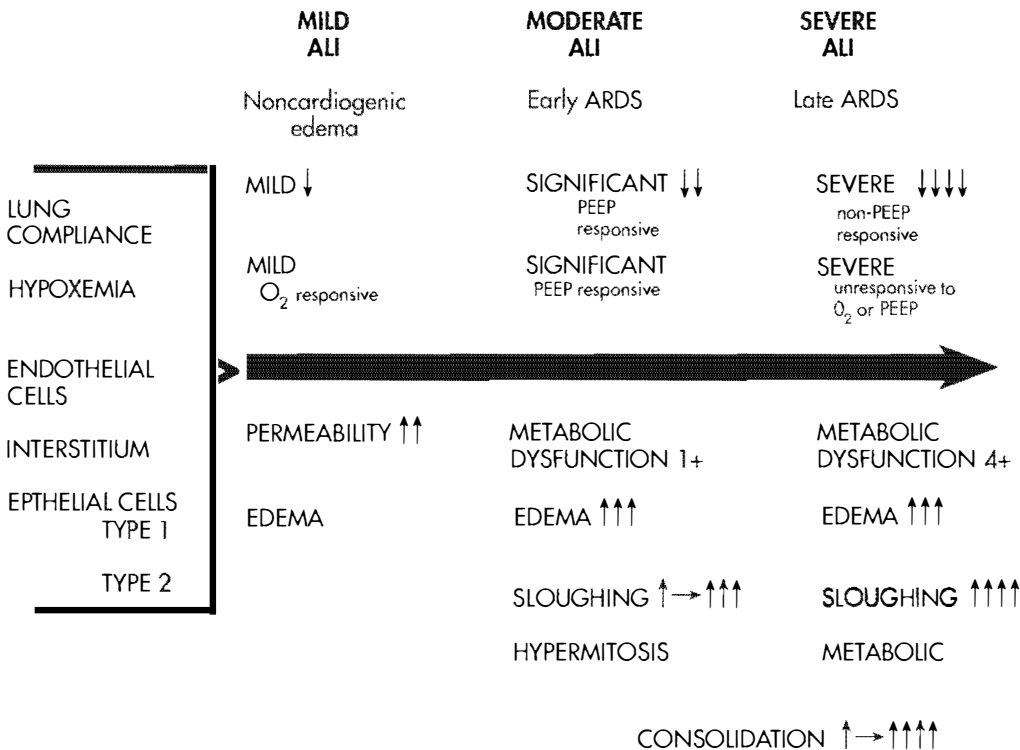 MILD
ALI
MODERATE
ALI
SEVERE
ALI
Noncardiogenic
edema
Early ARDS
Late ARDS
LUNG
COMPLIANCE
MILD ↓
SIGNIFICANT ↓↓
PEEP
responsive
SEVERE ↓↓↓↓
non-PEEP
responsive
HYPOXEMIA
MILD
O₂ responsive
SIGNIFICANT
PEEP responsive
SEVERE
unresponsive to
O₂ or PEEP
ENDOTHELIAL
CELLS
PERMEABILITY ↑↑
METABOLIC
DYSFUNCTION 1+
METABOLIC
DYSFUNCTION 4+
INTERSTITIUM
EDEMA
EDEMA ↑↑↑
EDEMA ↑↑↑
EPTHELIAL CELLS
TYPE 1
SLOUGHING ↑→↑↑↑
SLOUGHING ↑↑↑↑
TYPE 2
HYPERMITOSIS
METABOLIC
CONSOLIDATION ↑→↑↑↑↑